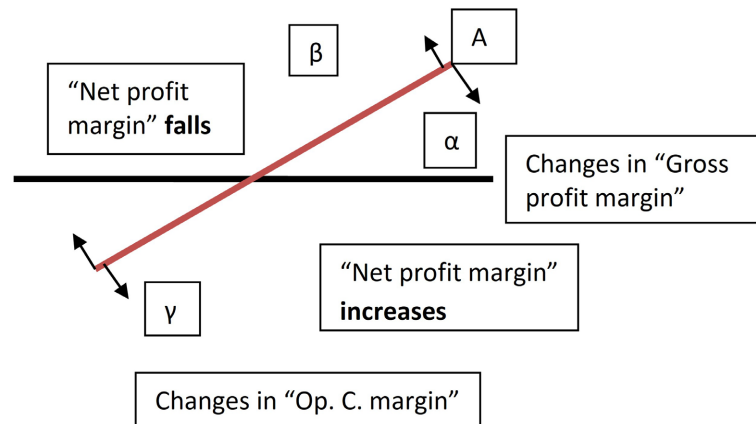 β
A
“Net profit
margin” falls
α
Changes in “Gross
profit margin”
“Net profit margin”
increases
γ
Changes in “Op. C. margin”